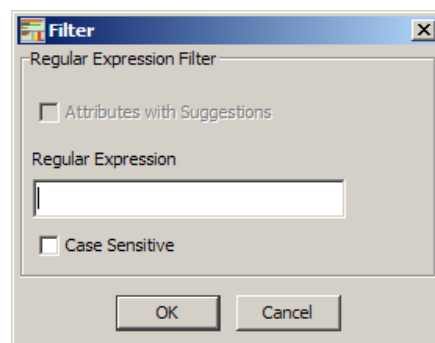 Filter
Regular Expression Filter
Attributes with Suggestions
Regular Expression
Case Sensitive
OK Cancel